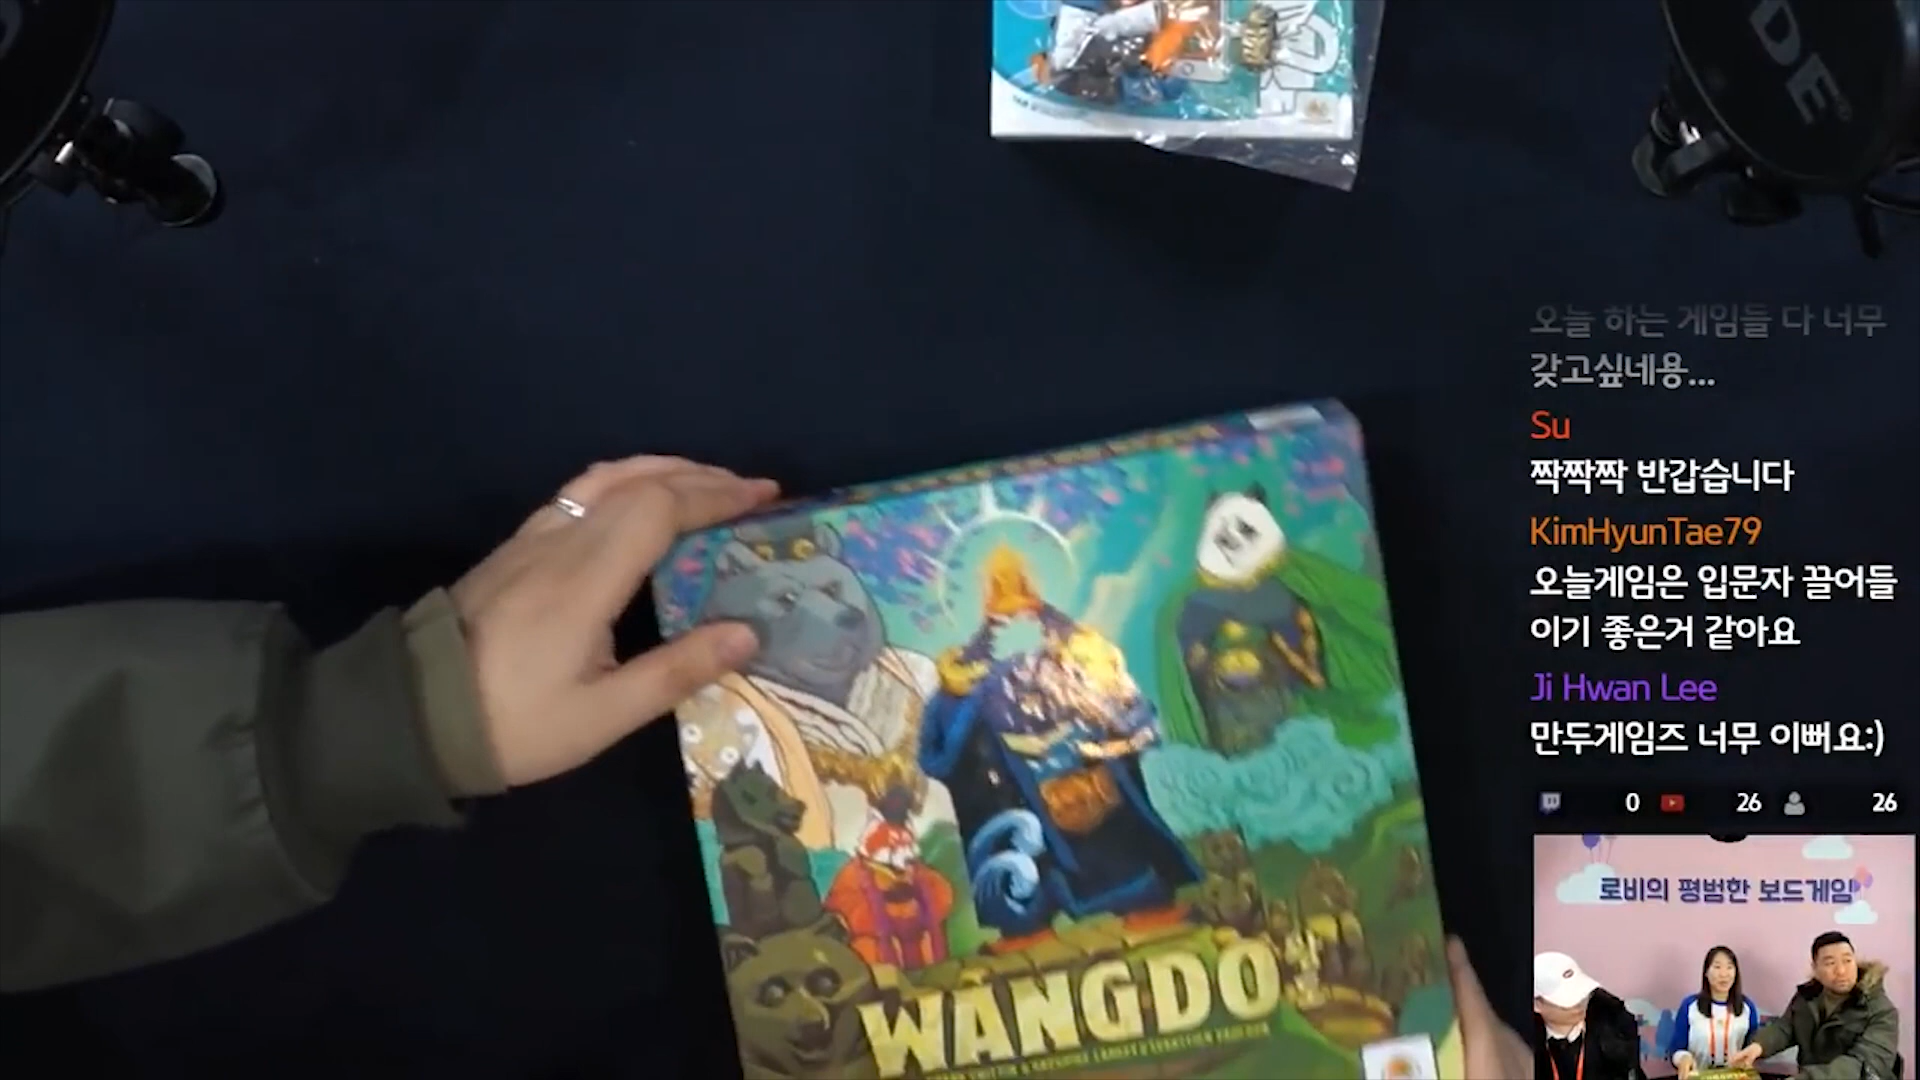 DE
오늘 하는 게임들 다 너무
갖고싶네용...
Su
짝짝짝 반갑습니다
KimHyunTae79
오늘게임은 입문자 끌어들
이기 좋은거 같아요
Ji Hwan Lee
만두게임즈 너무 이뻐요:)
0 26 26
로비의 평범한 보드게임
WANGDO